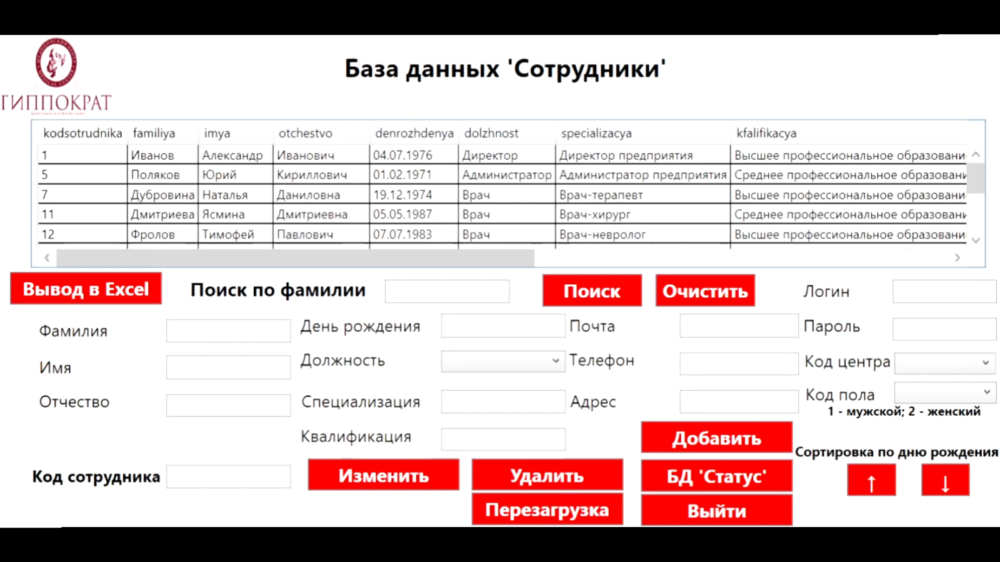 МЕДИЦИНСКИЙ ЦЕНТР
MEDICAL CENTER
ГИППОКРАТ
База данных 'Сотрудники'
kodsotrudnika familiya imya otchestvo denrozhdenya dolzhnost specializacya kfalifikacya
1 Иванов Александр Иванович 04.07.1976 Директор Директор предприятия Высшее профессиональное образовани
5 Поляков Юрий Кириллович 01.02.1971 Администратор Администратор предприятия Среднее профессиональное образовани
7 Дубровина Наталья Даниловна 19.12.1974 Врач Врач-терапевт Высшее профессиональное образовани
11 Дмитриева Ясмина Дмитриевна 05.05.1987 Врач Врач-хирург Среднее профессиональное образовани
12 Фролов Тимофей Павлович 07.07.1983 Врач Врач-невролог Высшее профессиональное образовани
Вывод в Excel Поиск по фамилии Поиск Очистить Логин
Фамилия День рождения Почта Пароль
Имя Должность Телефон Код центра
Отчество Специализация Адрес Код пола
1 - мужской; 2 - женский
Квалификация Добавить
Сортировка по дню рождения
Код сотрудника Изменить Удалить БД 'Статус' ↑ ↓
Перезагрузка Выйти